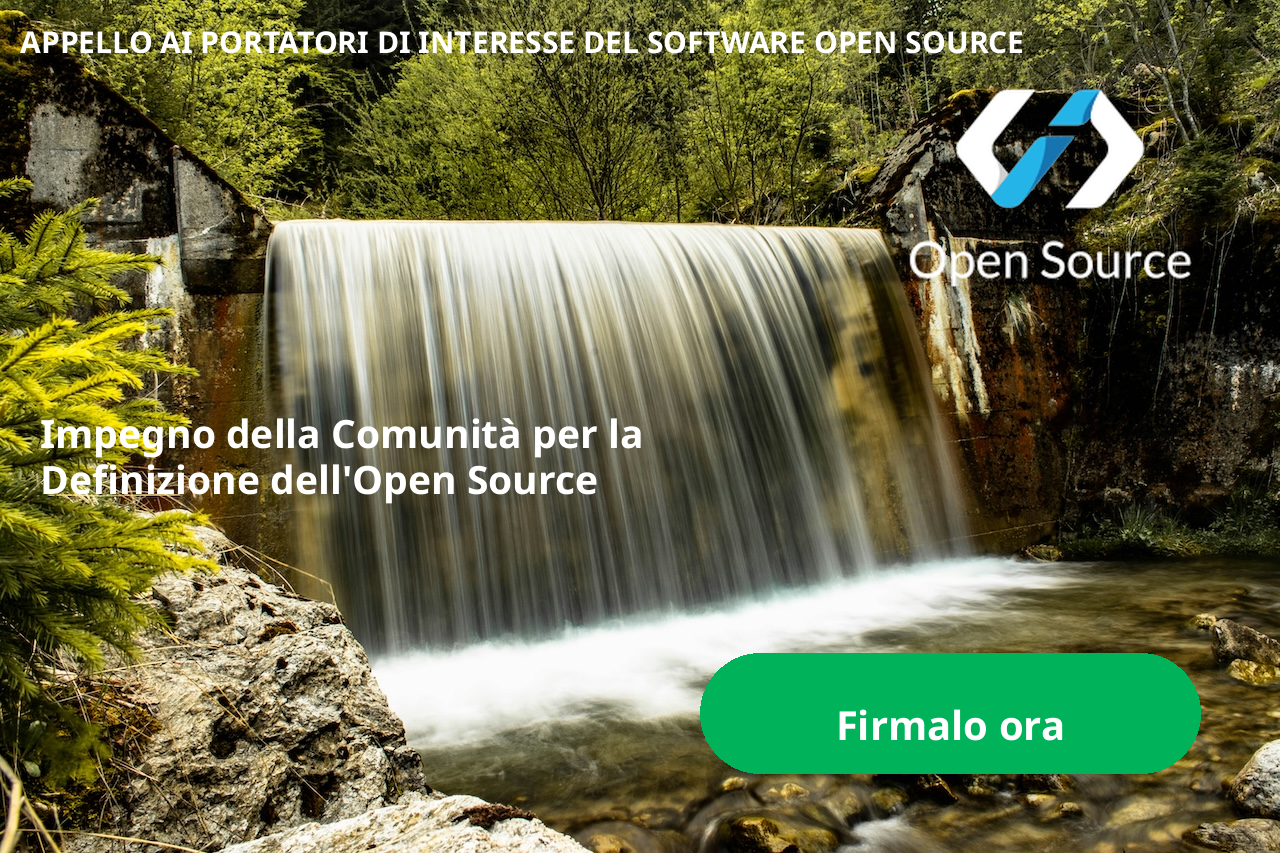 APPELLO AI PORTATORI DI INTERESSE DEL SOFTWARE OPEN SOURCE
Open Source
Impegno della Comunità per la
Definizione dell'Open Source
Firmalo ora